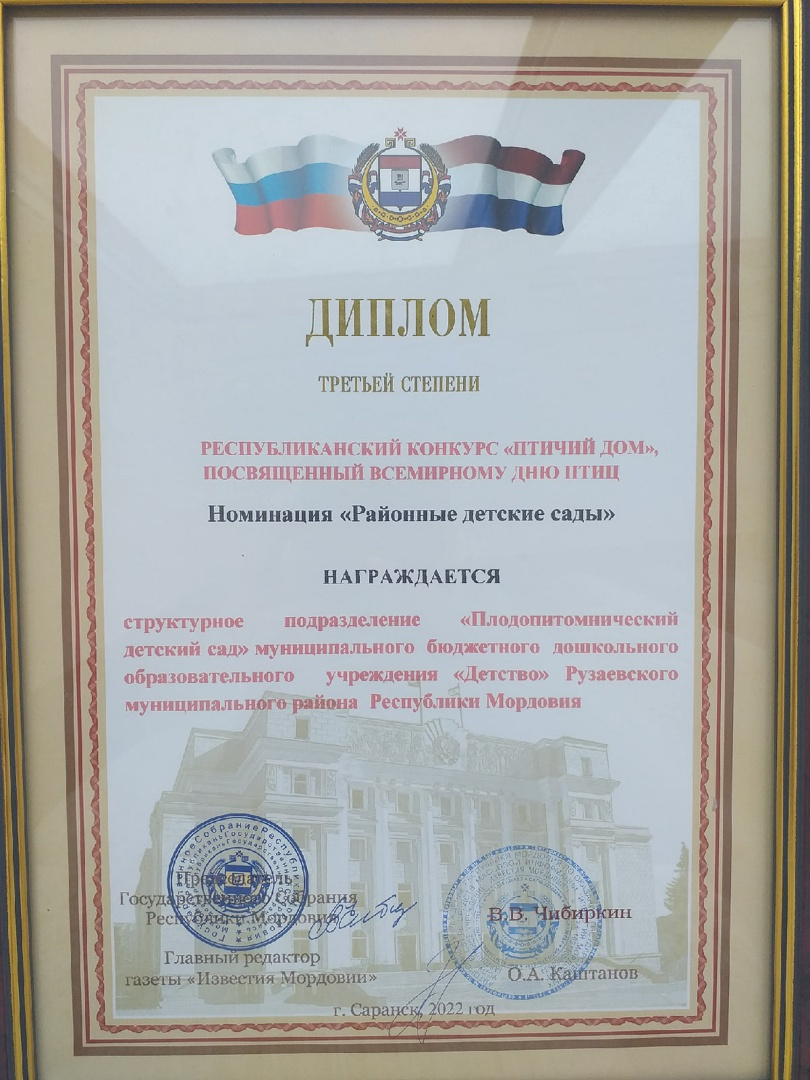 ДИПЛОМ
ТРЕТЬЕЙ СТЕПЕНИ
РЕСПУБЛИКАНСКИЙ КОНКУРС «ПТИЧИЙ ДОМ»,
ПОСВЯЩЕННЫЙ ВСЕМИРНОМУ ДНЮ ПТИЦ
Номинация «Районные детские сады»
НАГРАЖДАЕТСЯ
структурное подразделение «Плодопитомнический
детский сад» муниципального бюджетного дошкольного
образовательного учреждения «Детство» Рузаевского
муниципального района Республики Мордовия
Председатель
Государственного Собрания
Республики Мордовия
В.В. Чибиркин
Главный редактор
газеты «Известия Мордовии»
О.А. Каштанов
г. Саранск, 2022 год